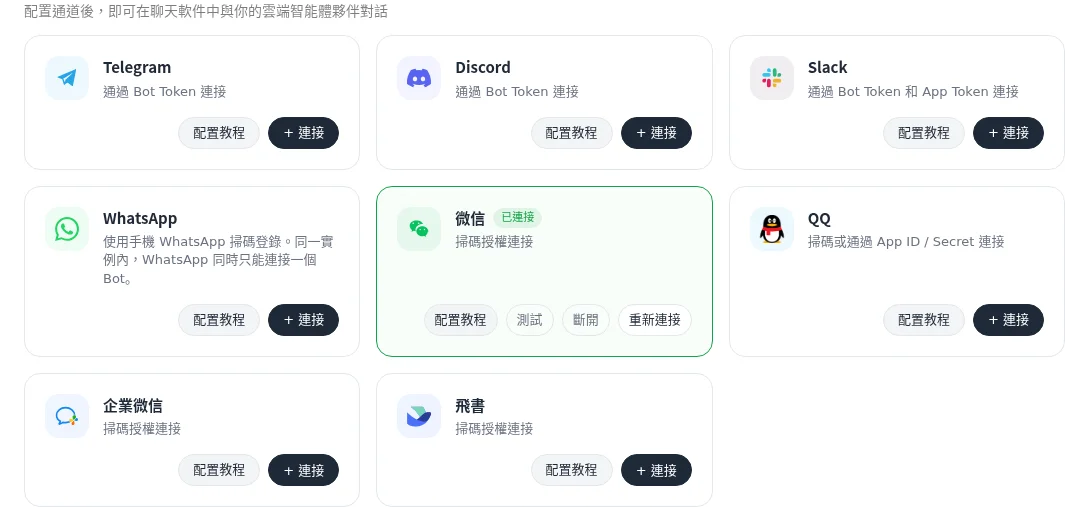 配置通道後，即可在聊天軟件中與你的雲端智能體夥伴對話
Telegram
通過 Bot Token 連接
配置教程
+ 連接
Discord
通過 Bot Token 連接
配置教程
+ 連接
Slack
通過 Bot Token 和 App Token 連接
配置教程
+ 連接
WhatsApp
使用手機 WhatsApp 掃碼登錄。同一實
例內，WhatsApp 同時只能連接一個
Bot。
配置教程
+ 連接
微信 已連接
掃碼授權連接
配置教程
測試
斷開
重新連接
QQ
掃碼或通過 App ID / Secret 連接
配置教程
+ 連接
企業微信
掃碼授權連接
配置教程
+ 連接
飛書
掃碼授權連接
配置教程
+ 連接